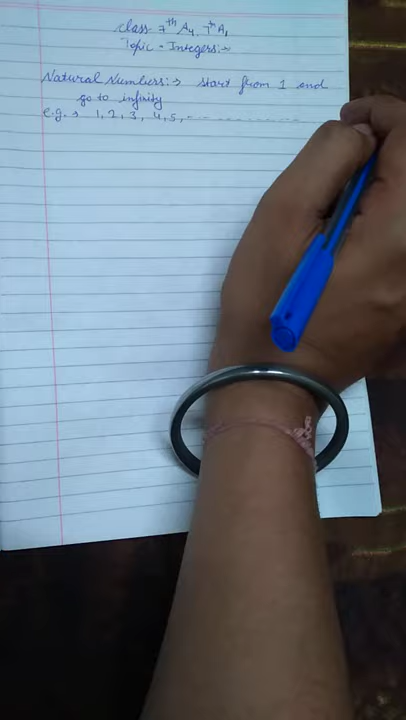 class 7th A4 7th A1
Topic - Integers:~
Natural Numbers:→ start from 1 end
go to infinity
e.g. → 1, 2, 3, 4, 5, - - - - - - - - - -